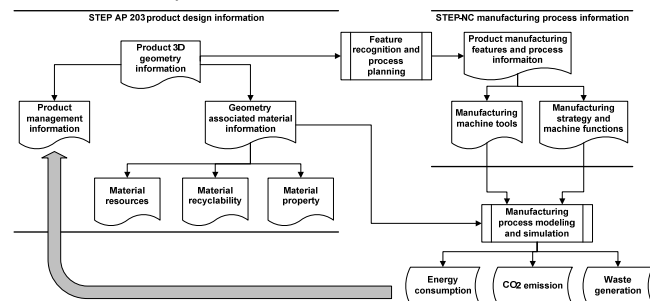 STEP AP 203 product design information
STEP-NC manufacturing process information
Product 3D
geometry
information
Feature
recognition and
process
planning
Product manufacturing
features and process
informaiton
Product
management
information
Geometry
associated material
information
Manufacturing
machine tools
Manufacturing
strategy and
machine functions
Material
resources
Material
recyclability
Material
property
Manufacturing
process modeling
and simulation
Energy
consumption
CO2 emission
Waste
generation